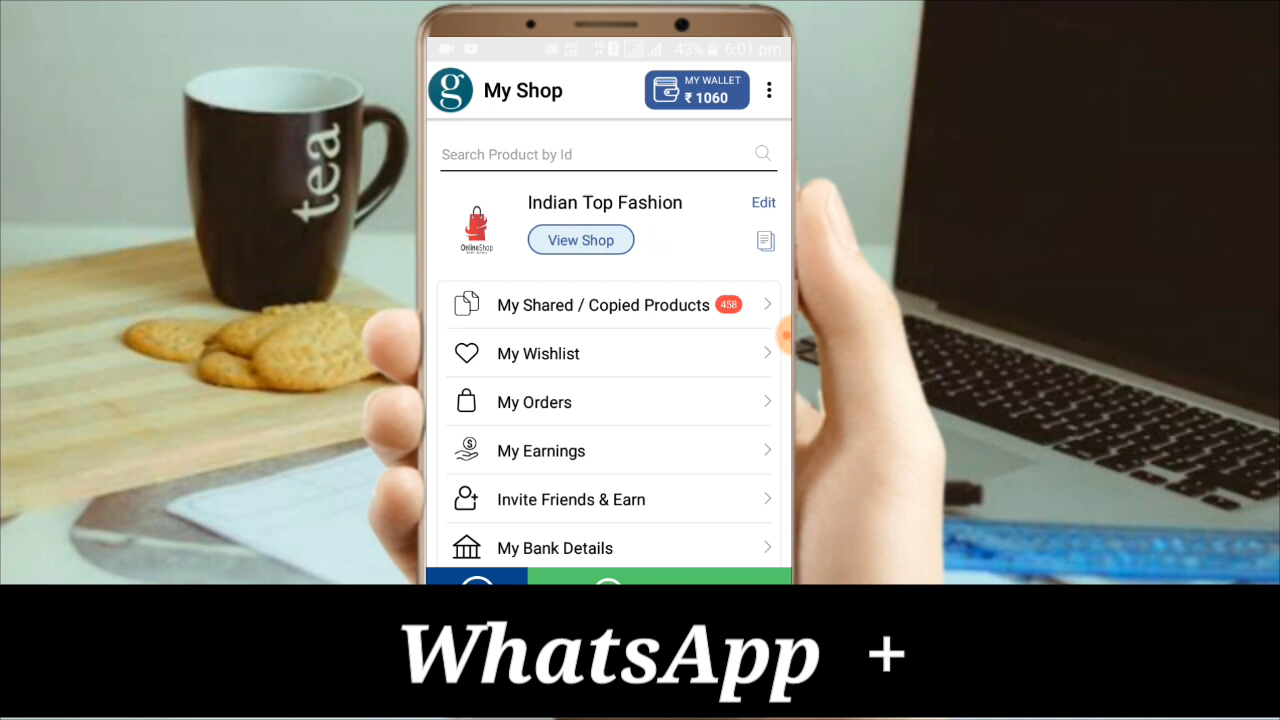 tea
43% 6:01 pm
g My Shop
MY WALLET
₹ 1060
Search Product by Id
Indian Top Fashion
Edit
View Shop
OnlineShop
My Shared / Copied Products 458
My Wishlist
My Orders
My Earnings
Invite Friends & Earn
My Bank Details
WhatsApp +